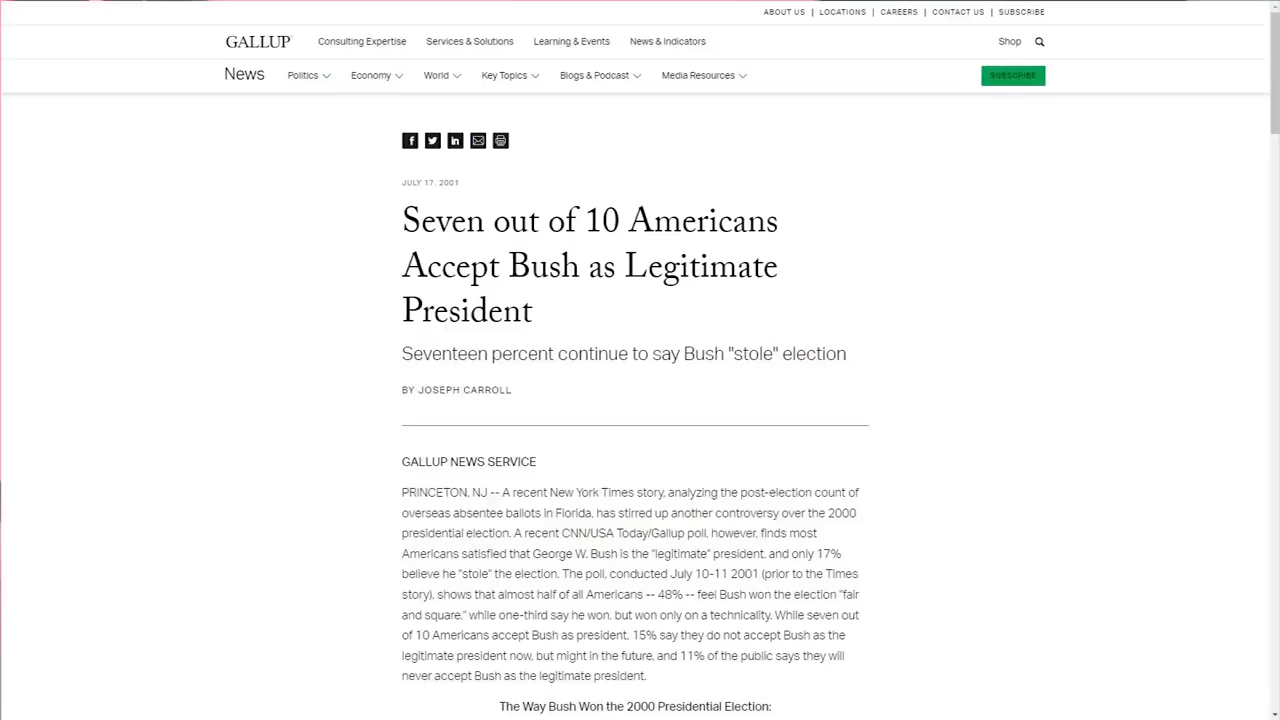 ABOUT US | LOCATIONS | CAREERS | CONTACT US | SUBSCRIBE
GALLUP Consulting Expertise Services & Solutions Learning & Events News & Indicators Shop
News Politics Economy World Key Topics Blogs & Podcast Media Resources SUBSCRIBE
JULY 17, 2001
Seven out of 10 Americans
Accept Bush as Legitimate
President
Seventeen percent continue to say Bush "stole" election
BY JOSEPH CARROLL
GALLUP NEWS SERVICE
PRINCETON, NJ -- A recent New York Times story, analyzing the post-election count of
overseas absentee ballots in Florida, has stirred up another controversy over the 2000
presidential election. A recent CNN/USA Today/Gallup poll, however, finds most
Americans satisfied that George W. Bush is the "legitimate" president, and only 17%
believe he "stole" the election. The poll, conducted July 10-11 2001 (prior to the Times
story), shows that almost half of all Americans -- 48% -- feel Bush won the election "fair
and square," while one-third say he won, but won only on a technicality. While seven out
of 10 Americans accept Bush as president, 15% say they do not accept Bush as the
legitimate president now, but might in the future, and 11% of the public says they will
never accept Bush as the legitimate president.
The Way Bush Won the 2000 Presidential Election: